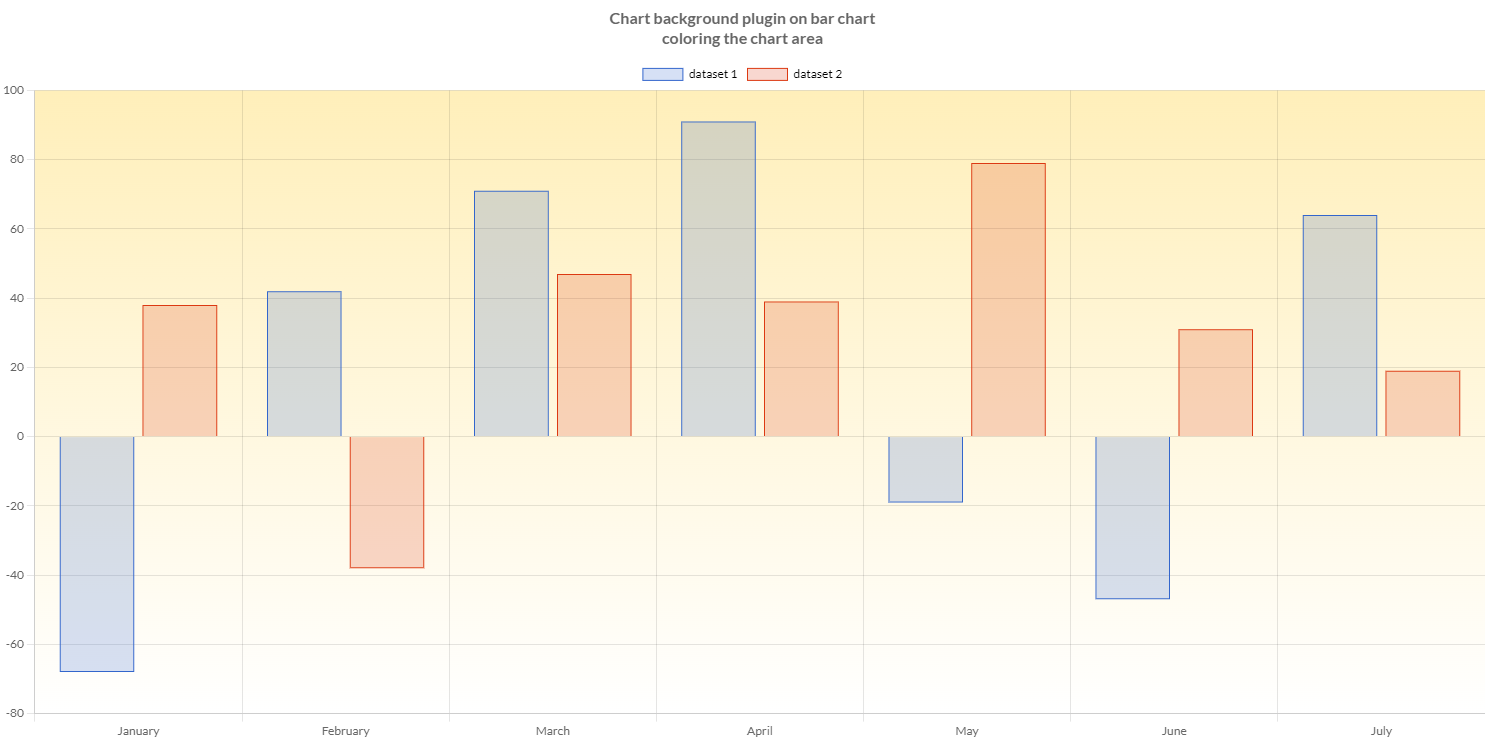 Chart background plugin on bar chart
coloring the chart area
dataset 1 dataset 2
100
80
60
40
20
0
-20
-40
-60
-80
January February March April May June July